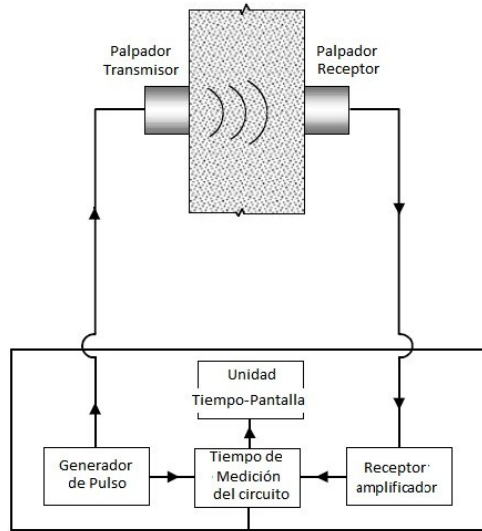 Palpador
Transmisor
Palpador
Receptor
Unidad
Tiempo-Pantalla
Generador
de Pulso
Tiempo de
Medición
del circuito
Receptor
amplificador